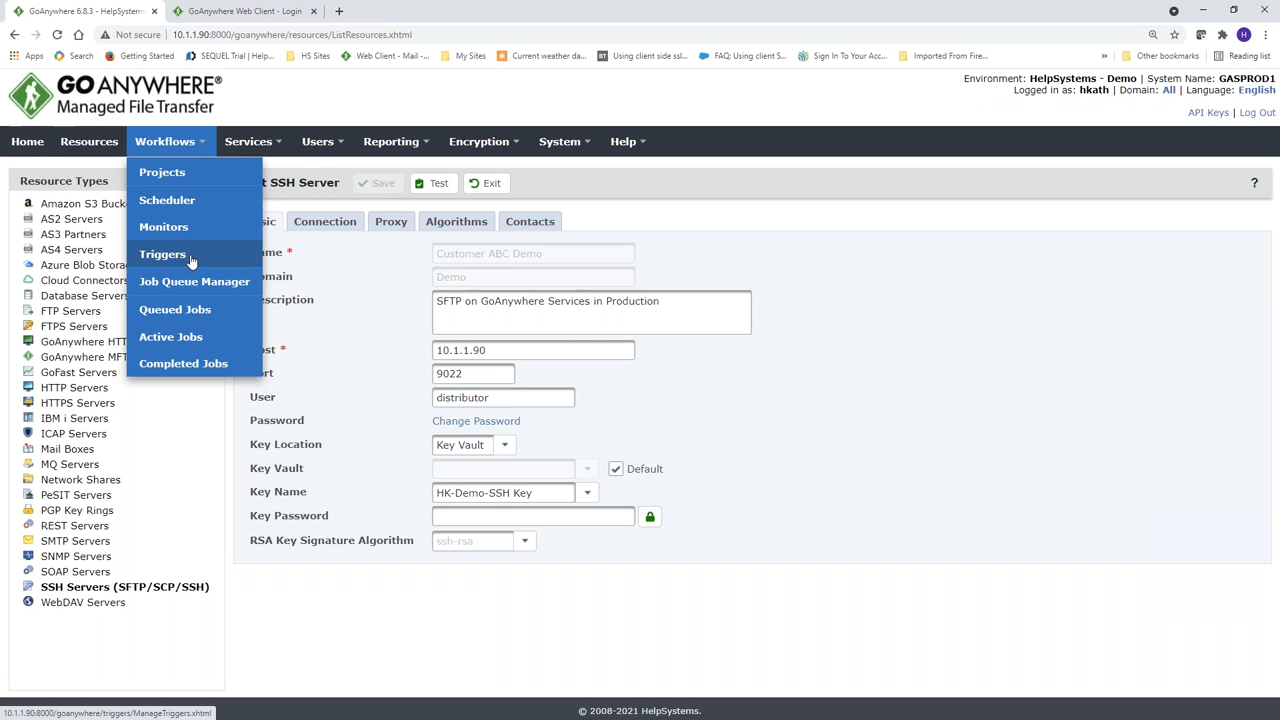 GoAnywhere 6.8.3 - HelpSystems
GoAnywhere Web Client - Login
Not secure | 10.1.1.90:8000/goanywhere/resources/ListResources.xhtml
Apps
Search
Getting Started
HS Sites
SEQUEL Trial | Help...
Web Client - Mail -...
My Sites
Current weather da...
Using client side ssl...
FAQ: Using client S...
Sign In To Your Acc...
Imported From Fire...
»
Other bookmarks
Reading list
GOANYWHERE®
Managed File Transfer
Environment: HelpSystems - Demo | System Name: GASPROD1
Logged in as: hkath | Domain: All | Language: English
API Keys | Log Out
Home Resources Workflows Services Users Reporting Encryption System Help
Projects
Scheduler
Monitors
Triggers
Job Queue Manager
Queued Jobs
Active Jobs
Completed Jobs
Resource Types
Amazon S3 Buck
AS2 Servers
AS3 Partners
AS4 Servers
Azure Blob Stora
Cloud Connectors
Database Servers
FTP Servers
FTPS Servers
GoAnywhere HTT
GoAnywhere MFT
GoFast Servers
HTTP Servers
HTTPS Servers
IBM i Servers
ICAP Servers
Mail Boxes
MQ Servers
Network Shares
PeSIT Servers
PGP Key Rings
REST Servers
SMTP Servers
SNMP Servers
SOAP Servers
SSH Servers (SFTP/SCP/SSH)
WebDAV Servers
t SSH Server Save Test Exit ?
sic Connection Proxy Algorithms Contacts
ame * Customer ABC Demo
omain Demo
escription SFTP on GoAnywhere Services in Production
ost * 10.1.1.90
ort 9022
User distributor
Password Change Password
Key Location Key Vault
Key Vault Default
Key Name HK-Demo-SSH Key
Key Password
RSA Key Signature Algorithm ssh-rsa
10.1.1.90:8000/goanywhere/triggers/ManageTriggers.xhtml
© 2008-2021 HelpSystems.